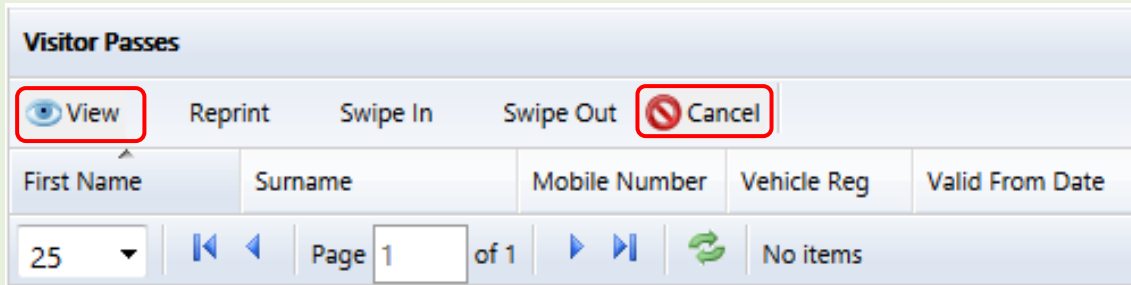 Visitor Passes
View Reprint Swipe In Swipe Out Cancel
First Name Surname Mobile Number Vehicle Reg Valid From Date
25 Page 1 of 1 No items